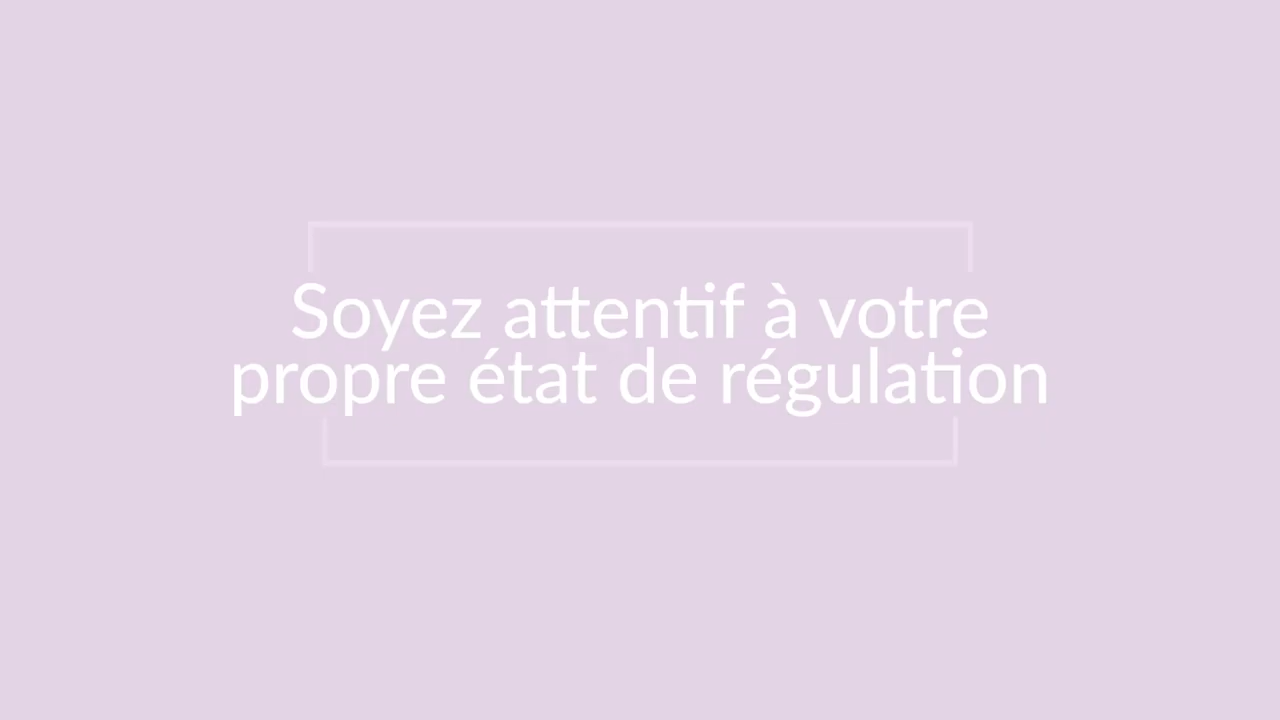 Soyez attentif à votre
propre état de régulation